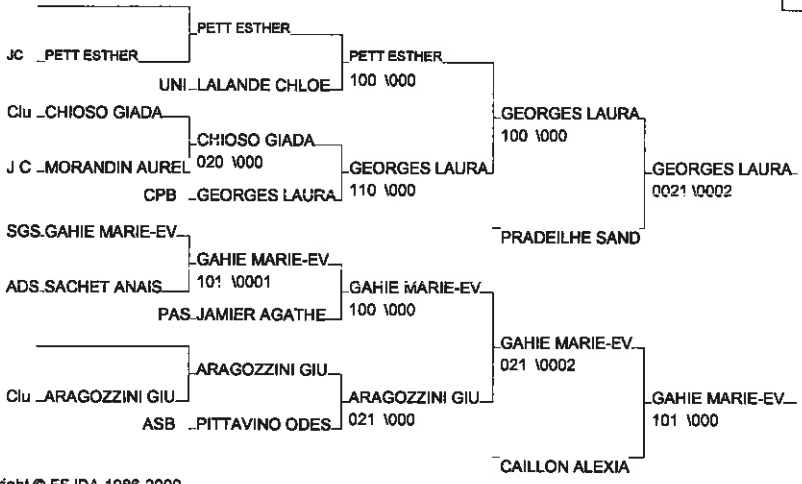 PETT ESTHER
JC PETT ESTHER
PETT ESTHER
UNI LALANDE CHLOE
100 \000
Clu CHIOSO GIADA
GEORGES LAURA
100 \000
CHIOSO GIADA
J C MORANDIN AUREL
020 \000
GEORGES LAURA
GEORGES LAURA
0021 \0002
CPB GEORGES LAURA
110 \000
SGS GAHIE MARIE-EV
PRADEILHE SAND
GAHIE MARIE-EV
ADS SACHET ANAIS
101 \0001
GAHIE MARIE-EV
PAS JAMIER AGATHE
100 \000
GAHIE MARIE-EV
021 \0002
ARAGOZZINI GIU
Clu ARAGOZZINI GIU
ARAGOZZINI GIU
GAHIE MARIE-EV
ASB PITTAVINO ODES
021 \000
101 \000
CAILLON ALEXIA